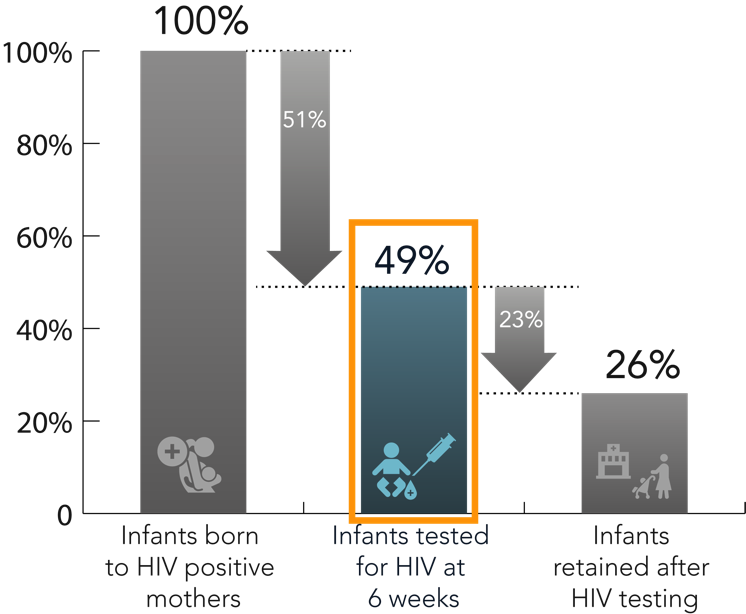 100%
100%
80%
60%
40%
20%
0
51%
49%
23%
26%
Infants born
to HIV positive
mothers
Infants tested
for HIV at
6 weeks
Infants
retained after
HIV testing